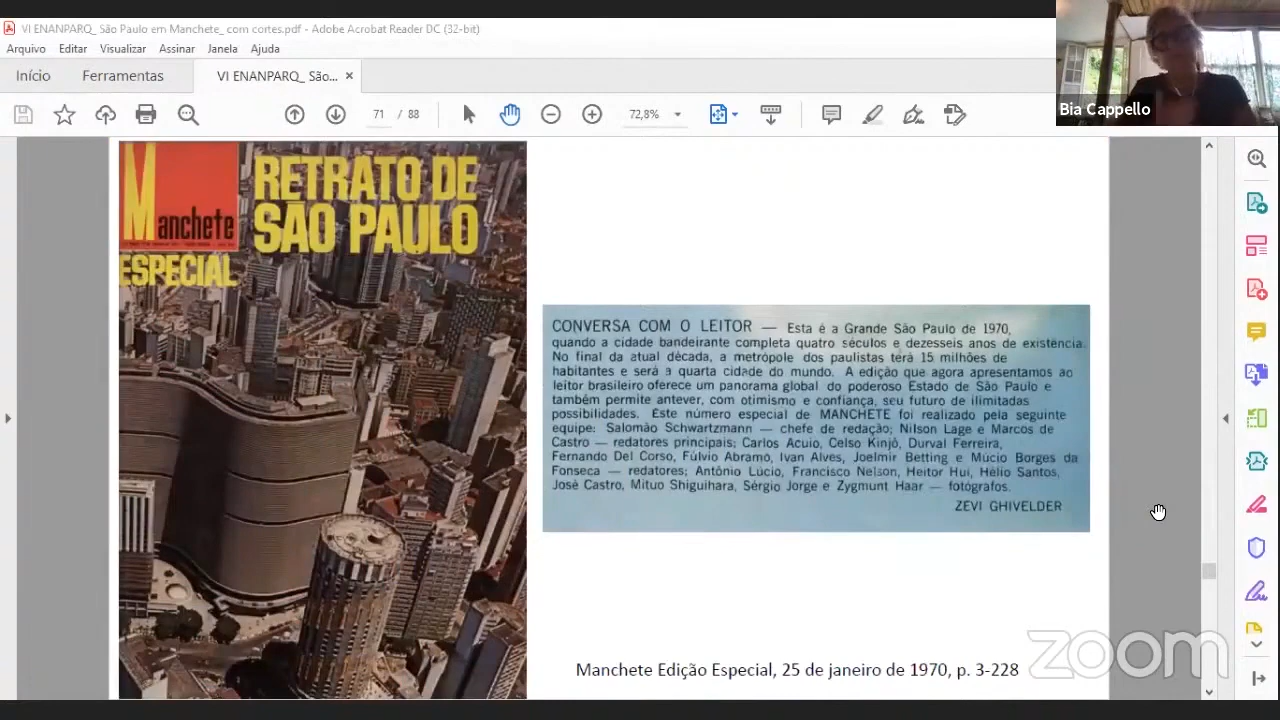 VI ENANPARQ_ São Paulo em Manchete_ com cortes.pdf - Adobe Acrobat Reader DC (32-bit)
Arquivo Editar Visualizar Assinar Janela Ajuda
Início Ferramentas VI ENANPARQ_ São... ×
71 / 88 72,8%
Bia Cappello
Manchete
ESPECIAL
RETRATO DE
SÃO PAULO
CONVERSA COM O LEITOR — Esta é a Grande São Paulo de 1970,
quando a cidade bandeirante completa quatro séculos e dezesseis anos de existência.
No final da atual década, a metrópole dos paulistas terá 15 milhões de
habitantes e será a quarta cidade do mundo. A edição que agora apresentamos ao
leitor brasileiro oferece um panorama global do poderoso Estado de São Paulo e
também permite antever, com otimismo e confiança, seu futuro de ilimitadas
possibilidades. Este número especial de MANCHETE foi realizado pela seguinte
equipe: Salomão Schwartzmann — chefe de redação; Nilson Lage e Marcos de
Castro — redatores principais; Carlos Acuio, Celso Kinjô, Durval Ferreira,
Fernando Del Corso, Fúlvio Abramo, Ivan Alves, Joelmir Betting e Múcio Borges da
Fonseca — redatores; Antônio Lúcio, Francisco Nelson, Heitor Hui, Hélio Santos,
José Castro, Mituo Shiguihara, Sérgio Jorge e Zygmunt Haar — fotógrafos.
ZEVI GHIVELDER
Manchete Edição Especial, 25 de janeiro de 1970, p. 3-228
zoom